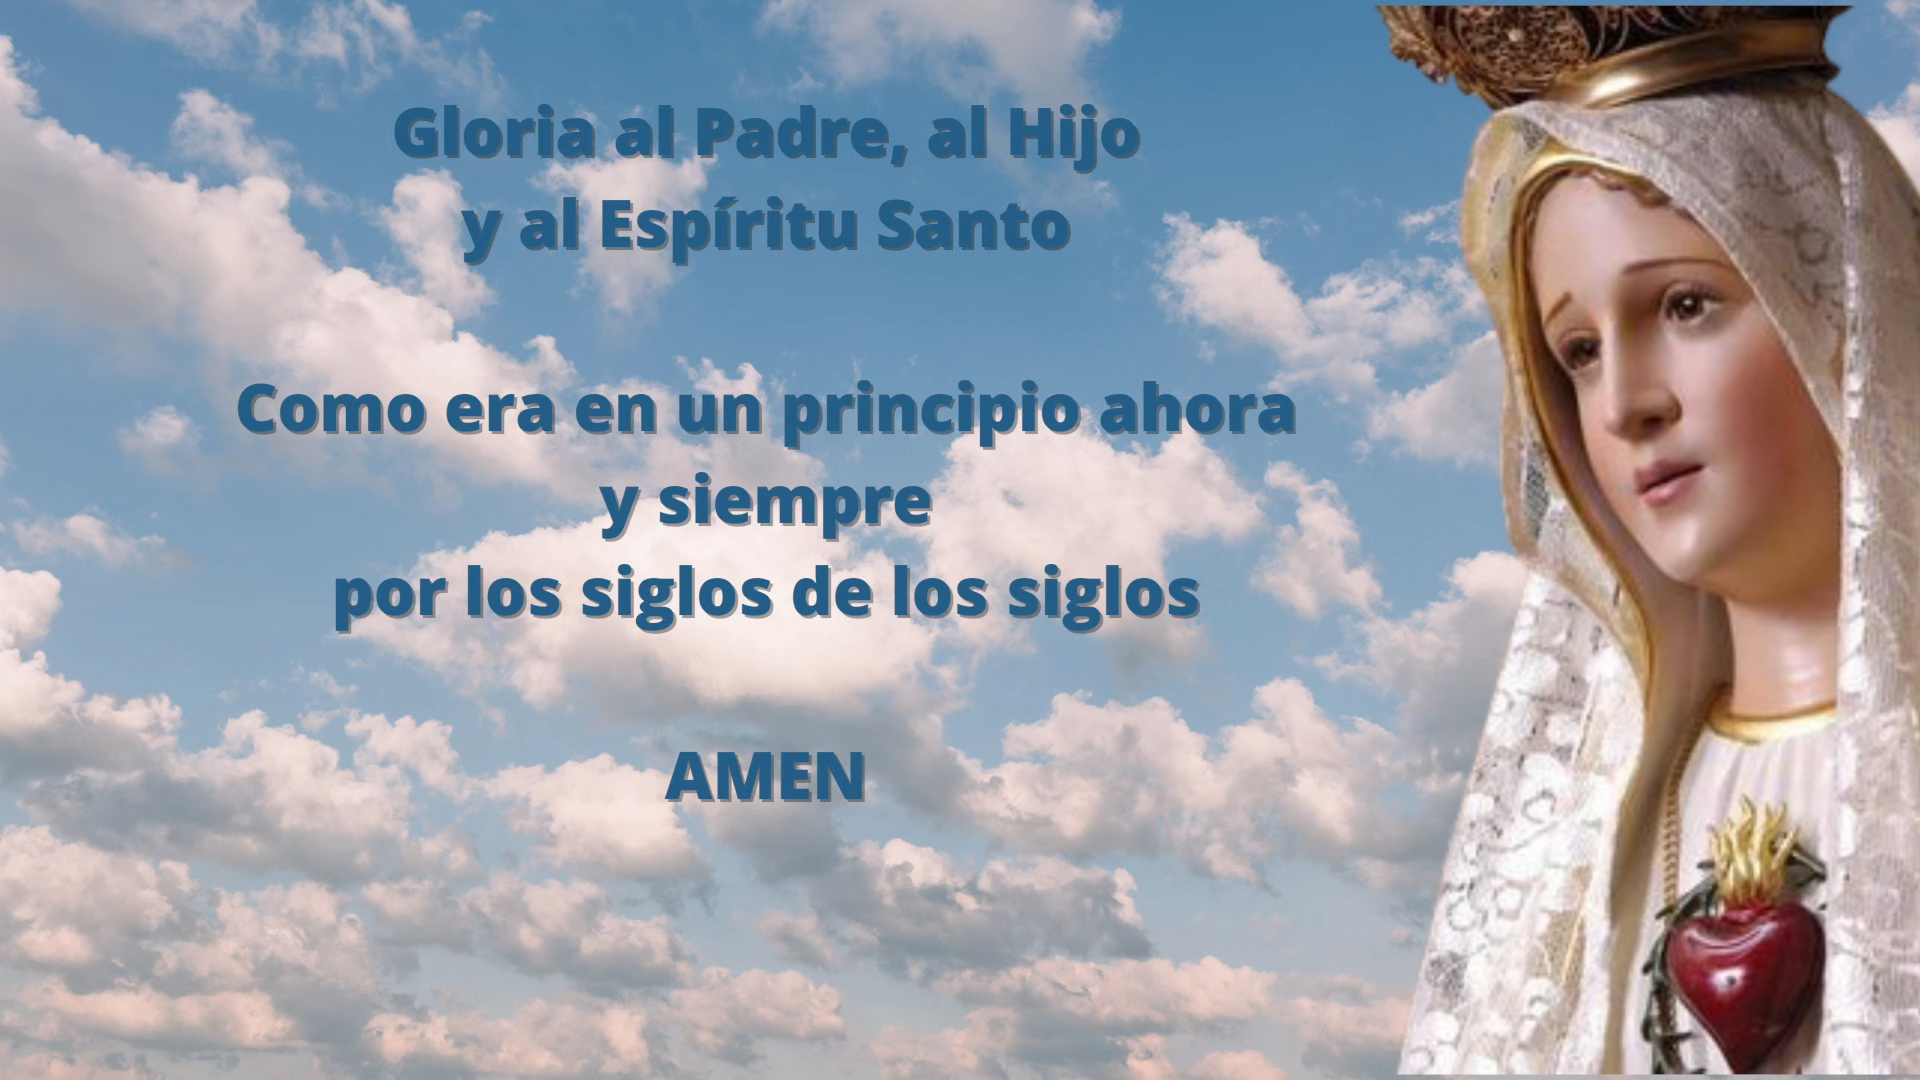 Gloria al Padre, al Hijo
y al Espíritu Santo
Como era en un principio ahora
y siempre
por los siglos de los siglos
AMEN